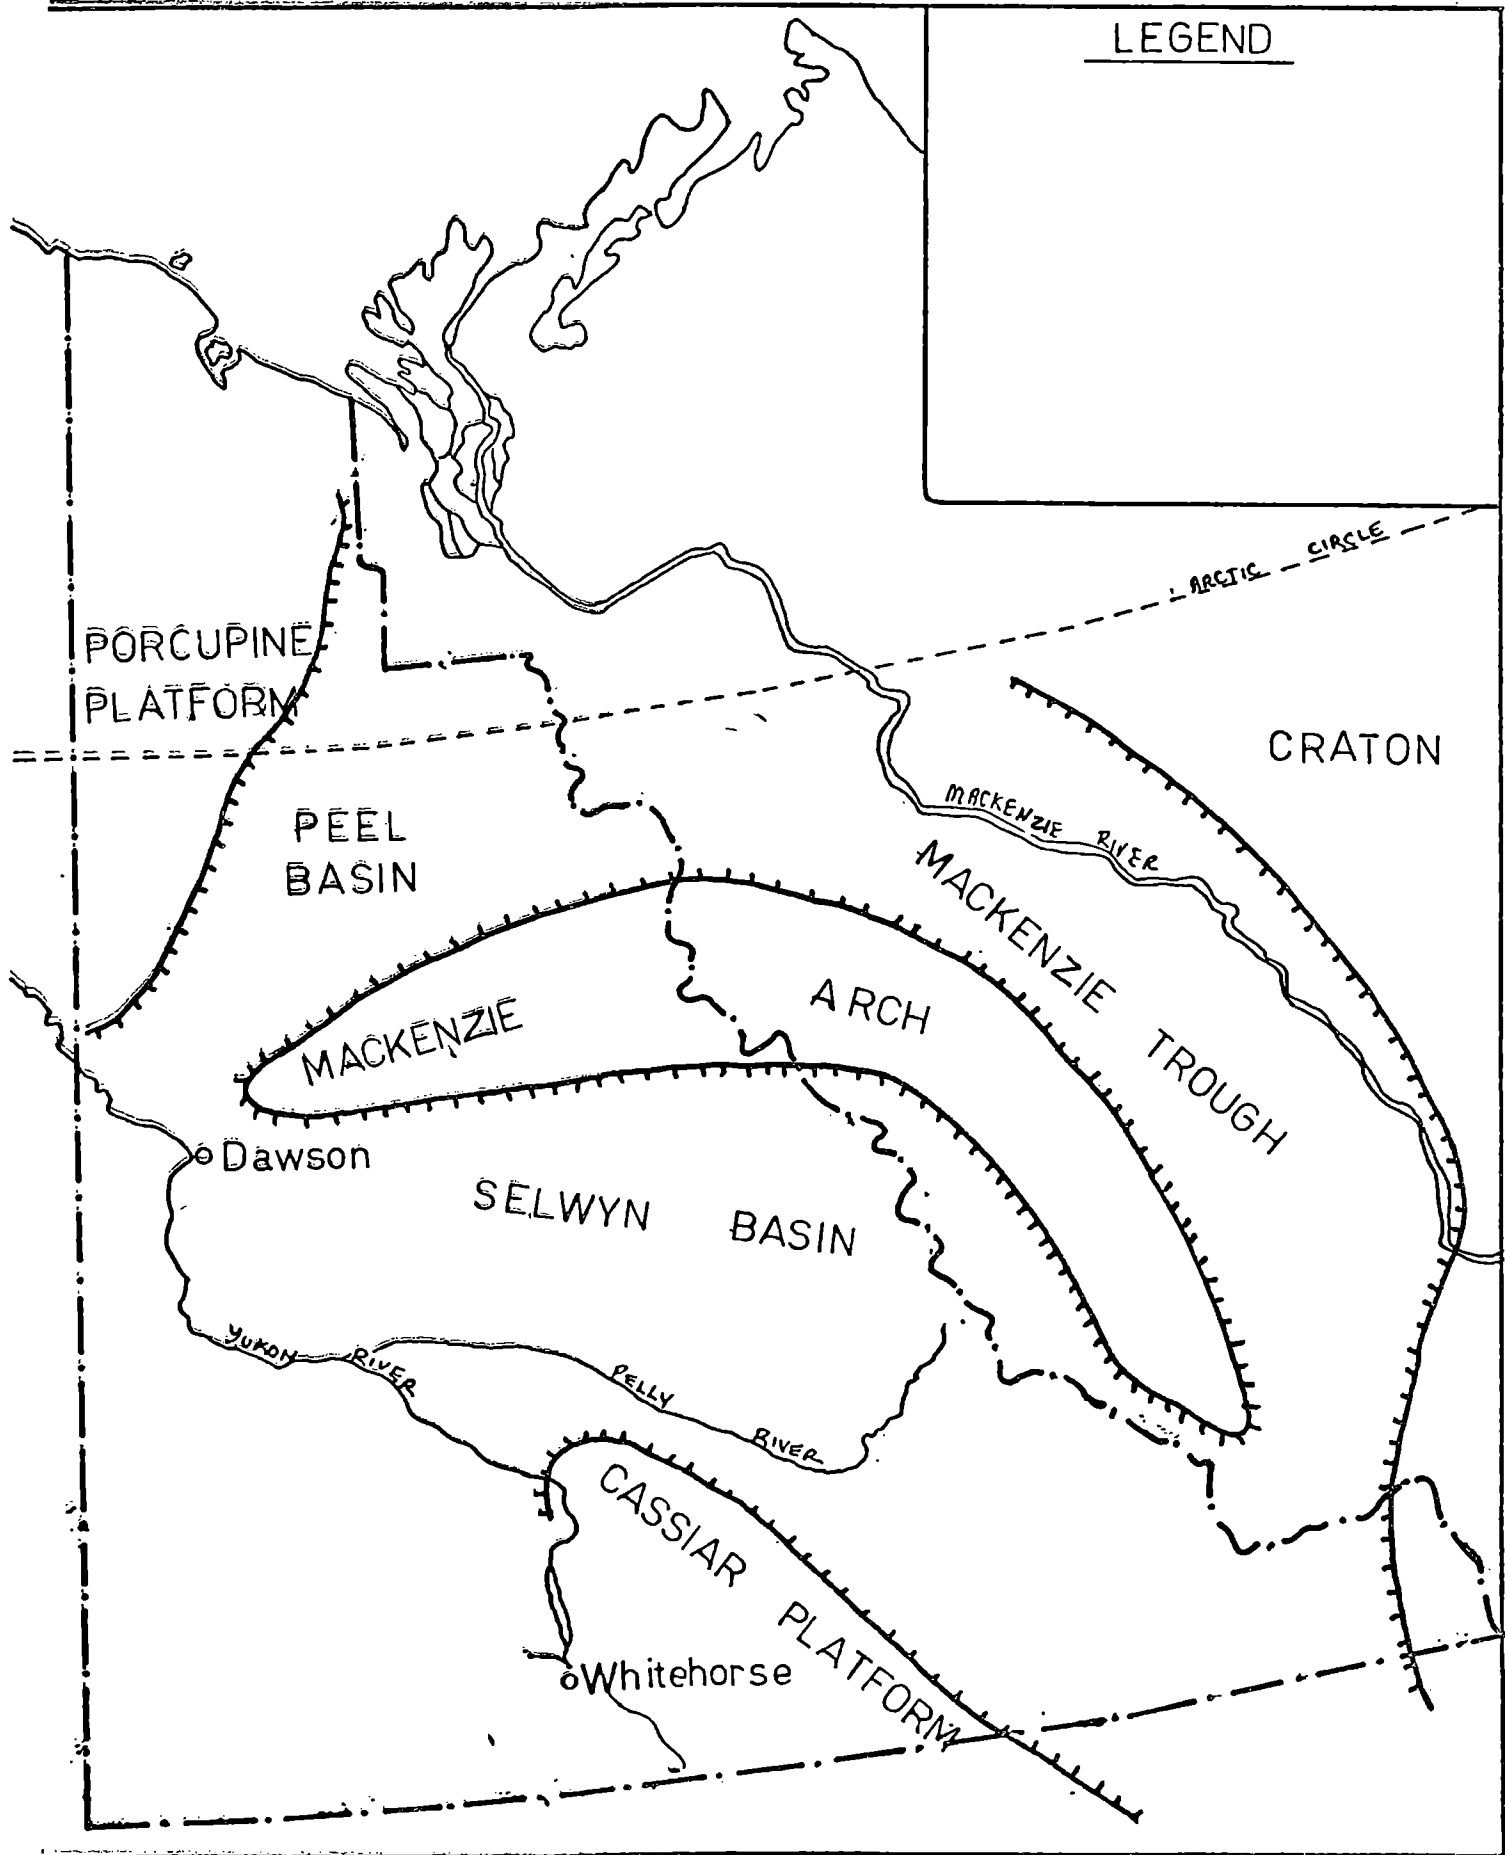 LEGEND
ARCTIC CIRCLE
PORCUPINE
PLATFORM
CRATON
PEEL
BASIN
MACKENZIE RIVER
MACKENZIE TROUGH
MACKENZIE ARCH
Dawson
SELWYN BASIN
YUKON RIVER
PELLY RIVER
CASSIAR PLATFORM
Whitehorse